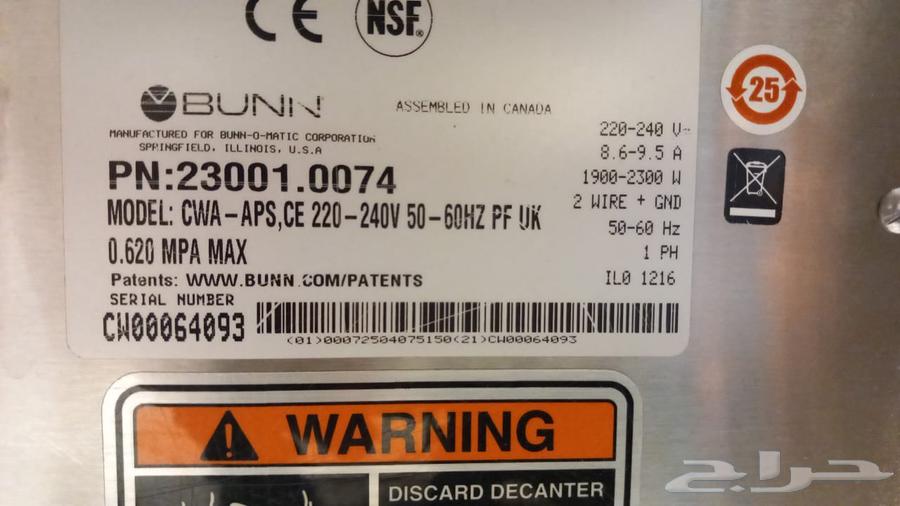 CE NSF®
BUNN®
ASSEMBLED IN CANADA
MANUFACTURED FOR BUNN-O-MATIC CORPORATION
SPRINGFIELD, ILLINOIS, U.S.A
PN:23001.0074
MODEL: CWA-APS,CE 220-240V 50-60HZ PF UK
0.620 MPA MAX
Patents: WWW.BUNN.COM/PATENTS
SERIAL NUMBER
CW00064093
(01)00072504075150(21)CW00064093
220-240 V~
8.6-9.5 A
1900-2300 W
2 WIRE + GND
50-60 Hz
1 PH
IL0 1216
25
WARNING
DISCARD DECANTER
حراج